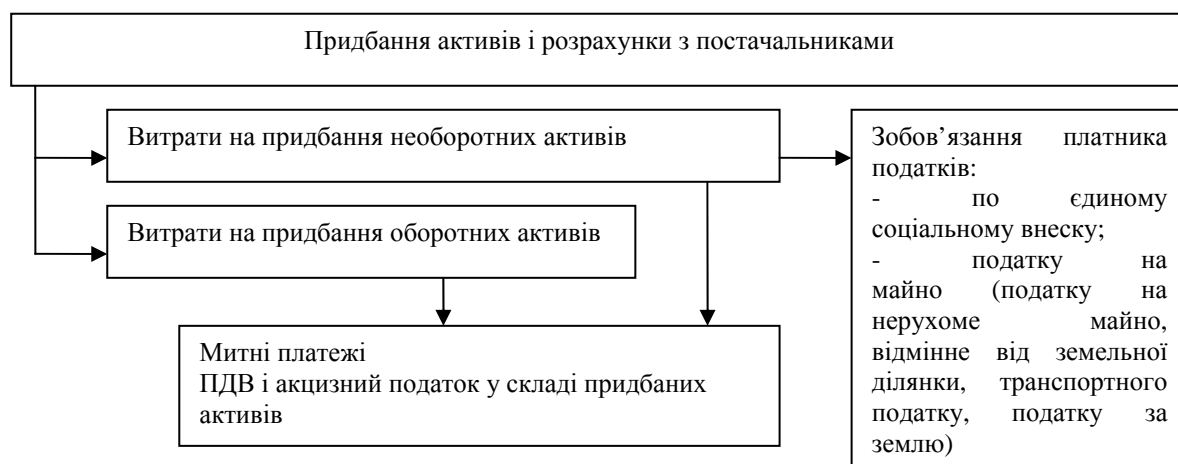 Придбання активів і розрахунки з постачальниками
Витрати на придбання необоротних активів
Витрати на придбання оборотних активів
Митні платежі
ПДВ і акцизний податок у складі придбаних
активів
Зобов’язання платника
податків:
- по єдиному
соціальному внеску;
- податку на
майно (податку на
нерухоме майно,
відмінне від земельної
ділянки, транспортного
податку, податку за
землю)